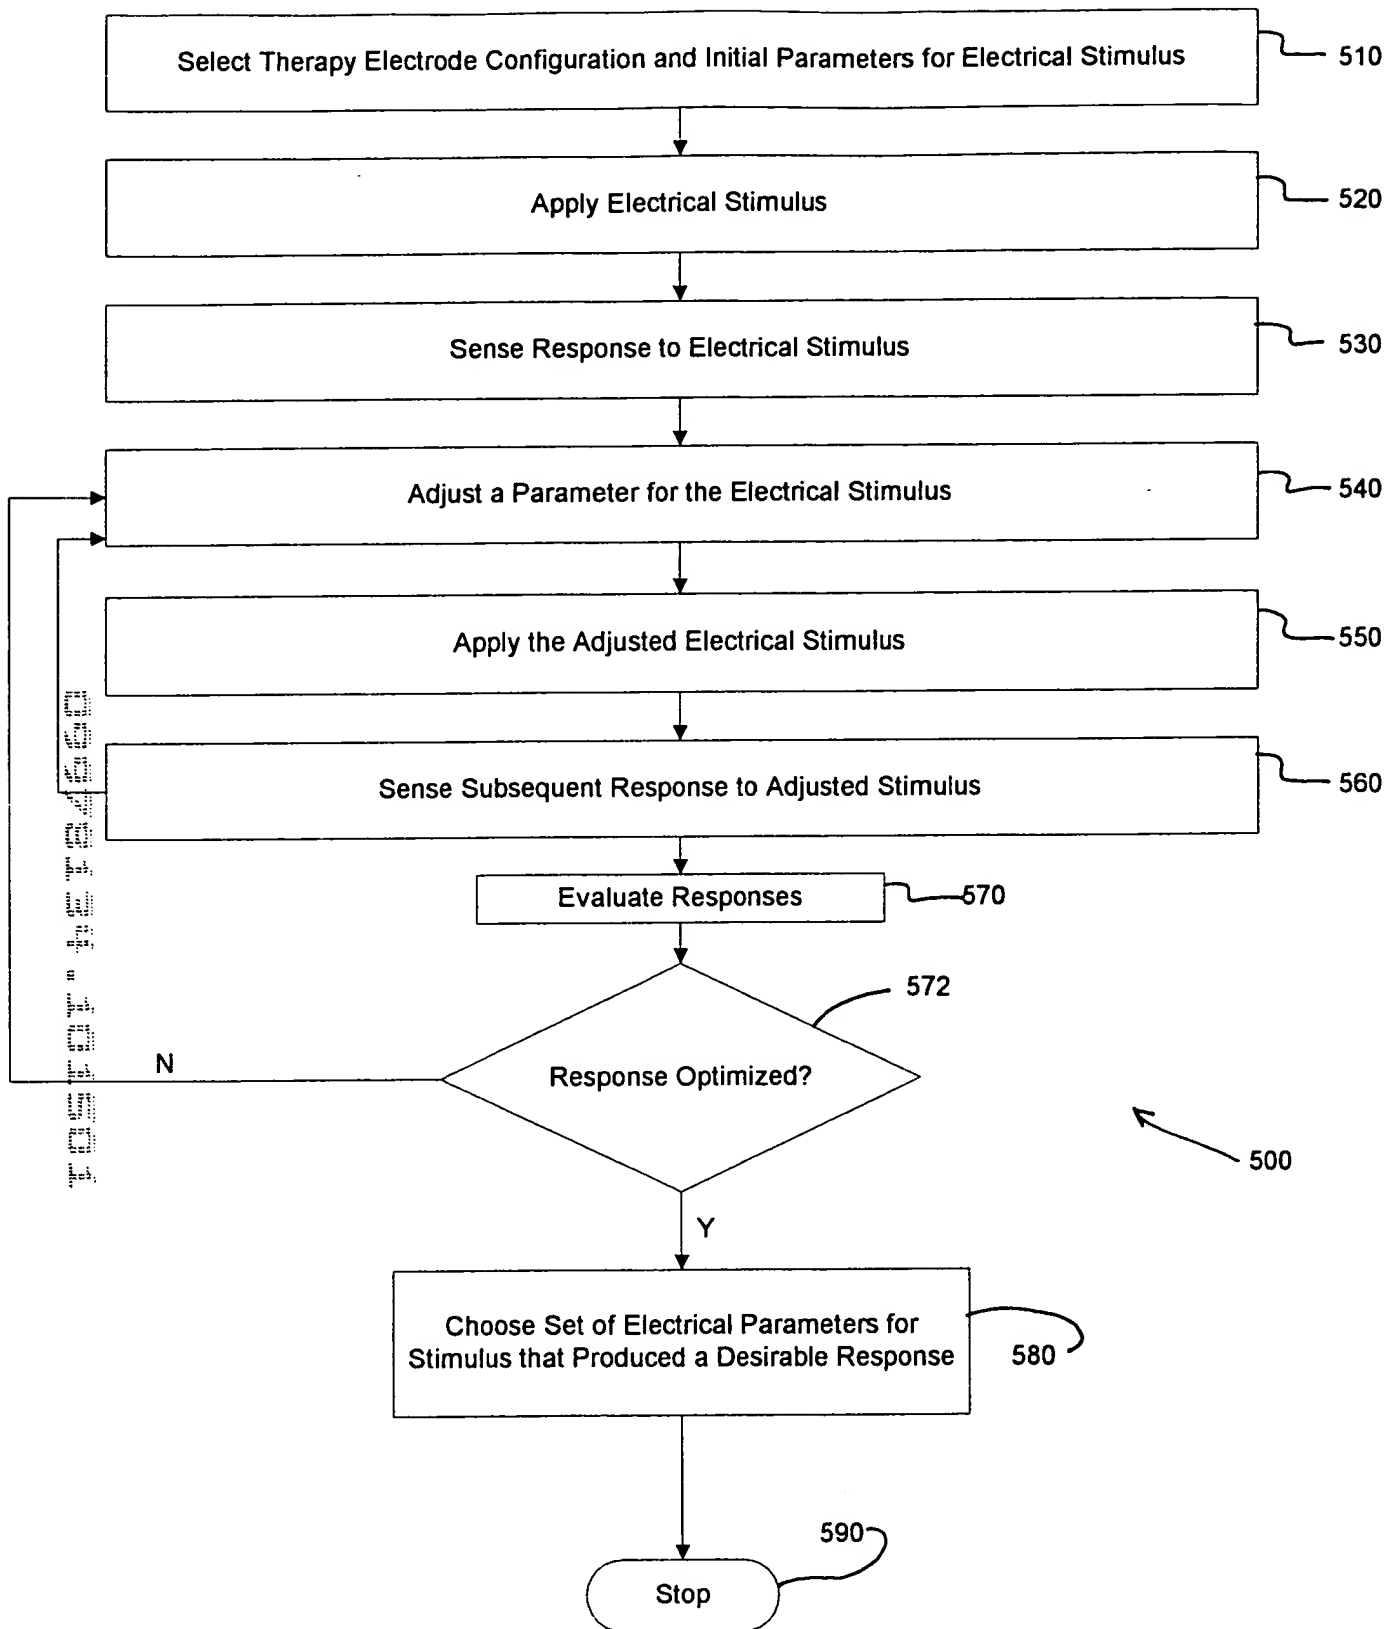 Select Therapy Electrode Configuration and Initial Parameters for Electrical Stimulus
510
Apply Electrical Stimulus
520
Sense Response to Electrical Stimulus
530
Adjust a Parameter for the Electrical Stimulus
540
Apply the Adjusted Electrical Stimulus
550
Sense Subsequent Response to Adjusted Stimulus
560
Evaluate Responses
570
572
Response Optimized?
N
500
Y
Choose Set of Electrical Parameters for
Stimulus that Produced a Desirable Response
580
590
Stop